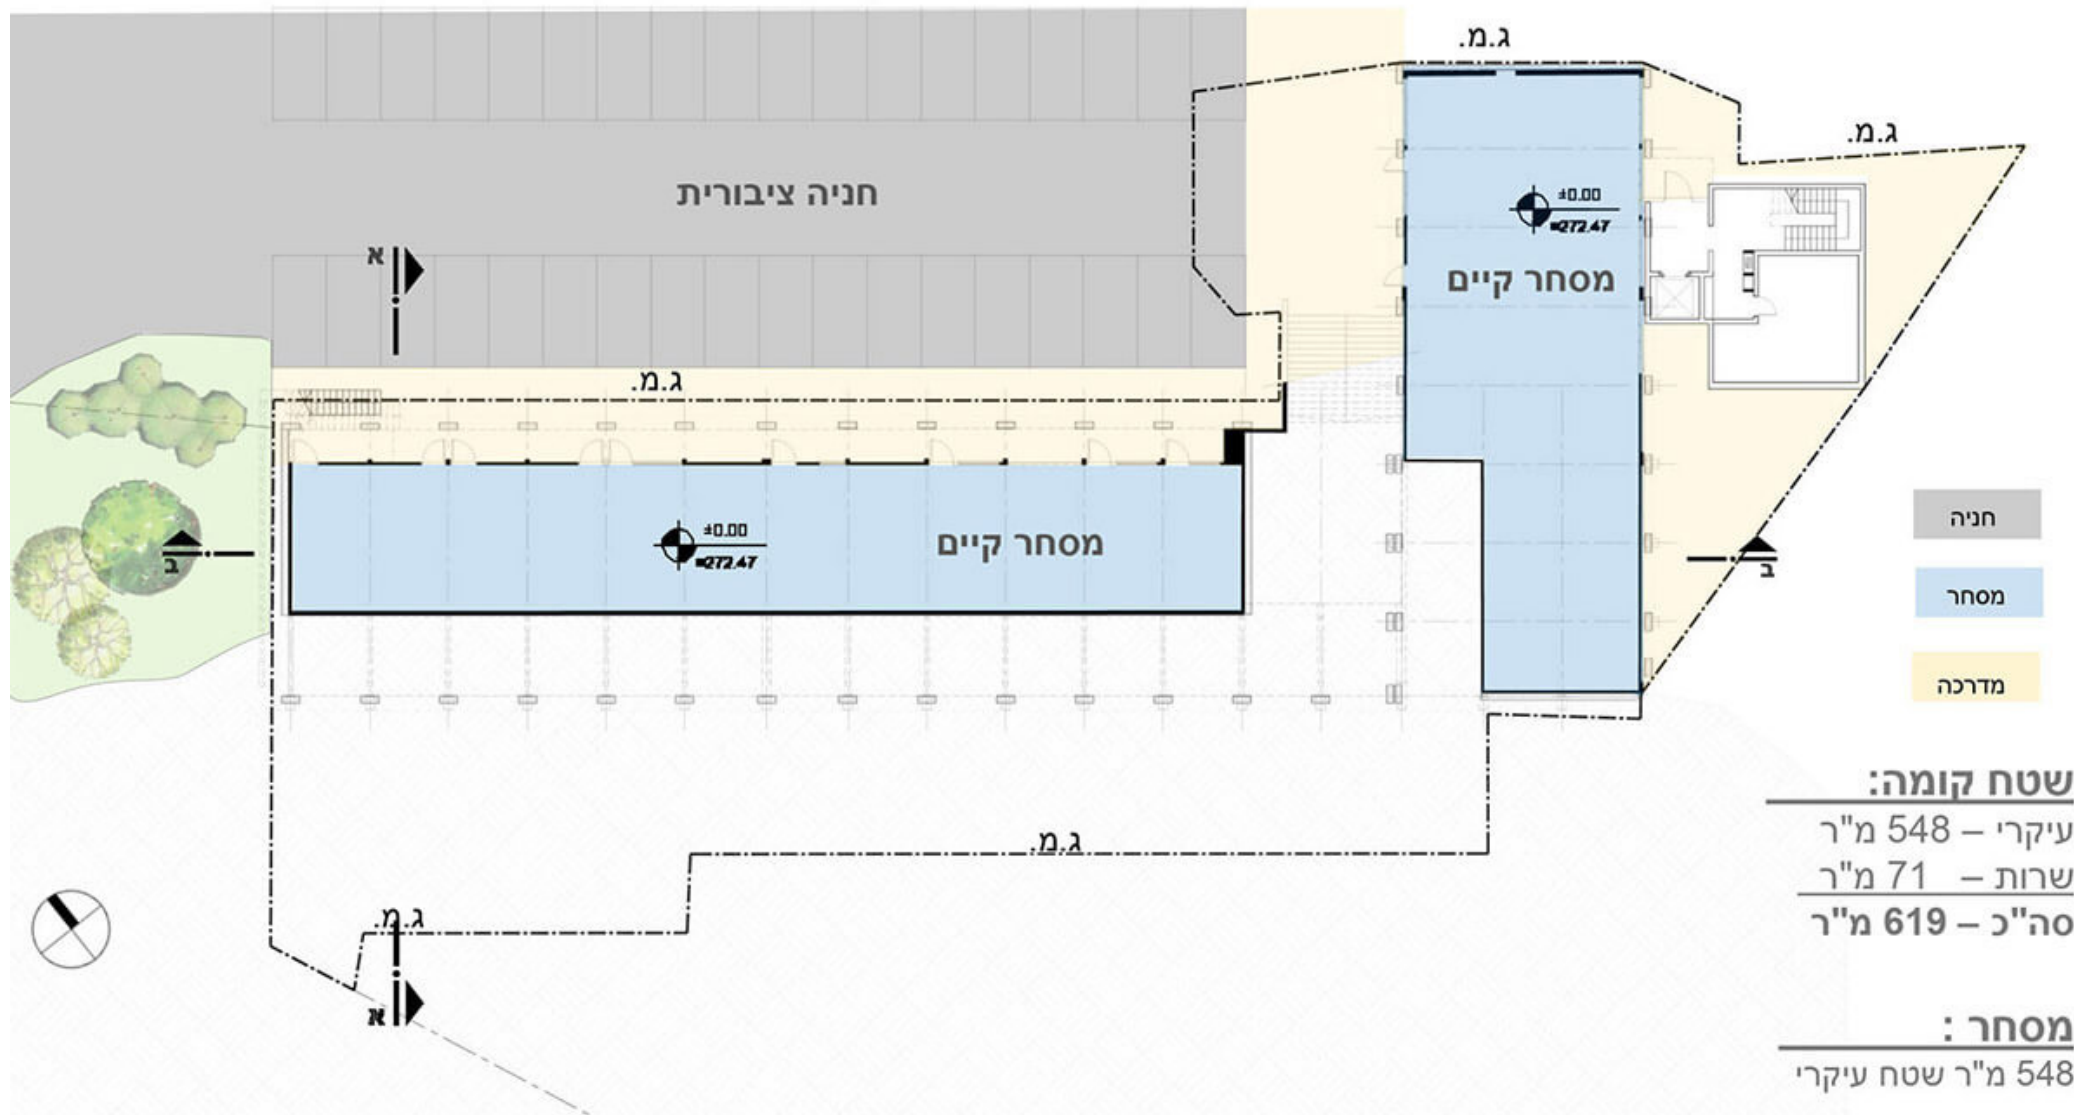 ג.מ.
ג.מ.
חניה ציבורית
±0.00
=272.47
מסחר קיים
א
ג.מ.
±0.00
=272.47
מסחר קיים
ב
ב
חניה
מסחר
מדרכה
שטח קומה:
עיקרי – 548 מ"ר
שרות – 71 מ"ר
סה"כ – 619 מ"ר
ג.מ.
ג.מ.
א
מסחר :
548 מ"ר שטח עיקרי